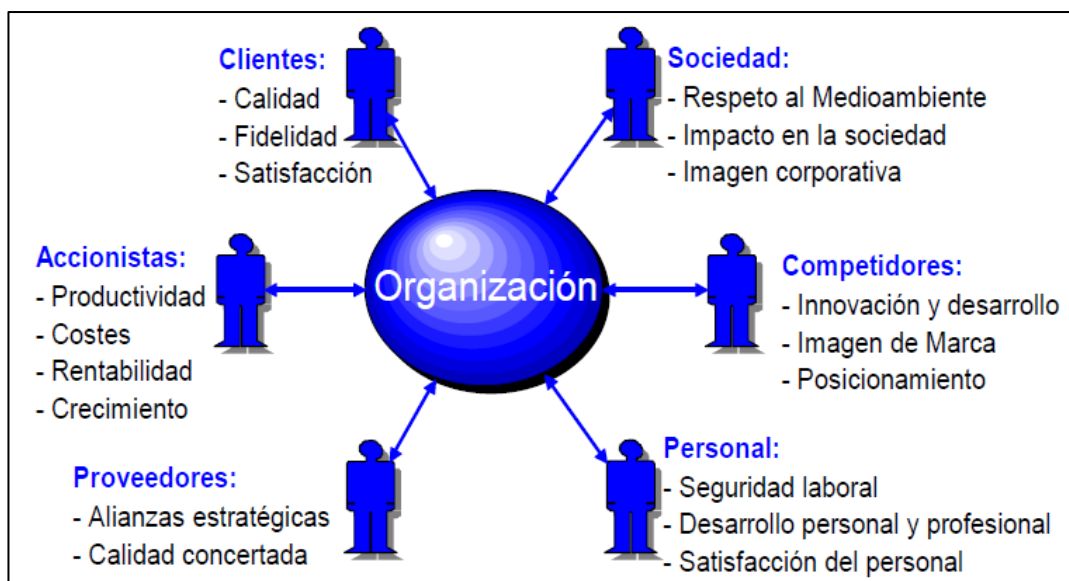 Clientes:
- Calidad
- Fidelidad
- Satisfacción
Sociedad:
- Respeto al Medioambiente
- Impacto en la sociedad
- Imagen corporativa
Accionistas:
- Productividad
- Costes
- Rentabilidad
- Crecimiento
Organización
Competidores:
- Innovación y desarrollo
- Imagen de Marca
- Posicionamiento
Proveedores:
- Alianzas estratégicas
- Calidad concertada
Personal:
- Seguridad laboral
- Desarrollo personal y profesional
- Satisfacción del personal